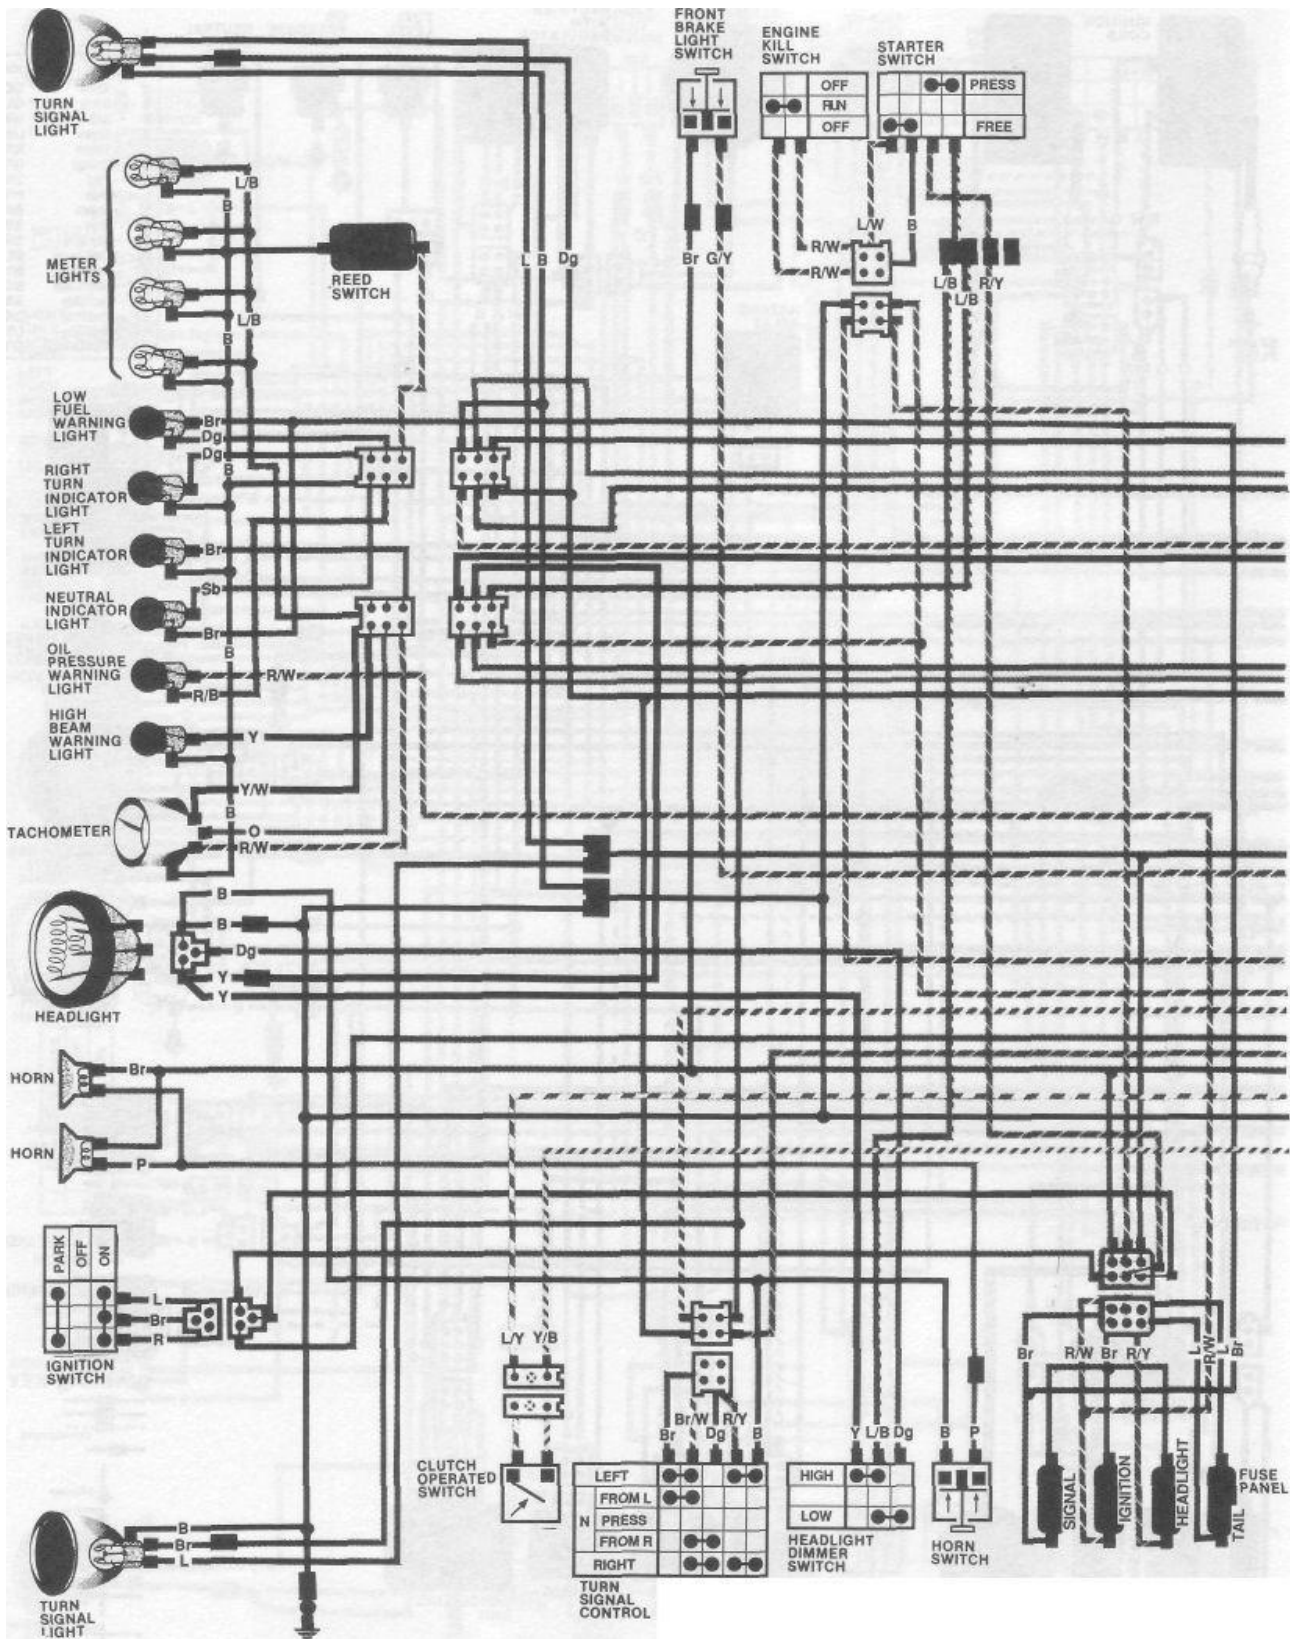 TURN
SIGNAL
LIGHT
FRONT
BRAKE
LIGHT
SWITCH
ENGINE
KILL
SWITCH
OFF
RUN
OFF
STARTER
SWITCH
PRESS
FREE
METER
LIGHTS
L/B
B
L/B
B
REED
SWITCH
L B Dg
Br G/Y
R/W
R/W
L/W
B
L/B
L/B
R/Y
LOW
FUEL
WARNING
LIGHT
Br
Dg
RIGHT
TURN
INDICATOR
LIGHT
Dg
B
LEFT
TURN
INDICATOR
LIGHT
Br
NEUTRAL
INDICATOR
LIGHT
Sb
Br
OIL
PRESSURE
WARNING
LIGHT
B
R/W
R/B
HIGH
BEAM
WARNING
LIGHT
Y
TACHOMETER
Y/W
B
O
R/W
HEADLIGHT
B
B
Dg
Y
Y
HORN
Br
HORN
P
PARK
OFF
ON
L
Br
R
IGNITION
SWITCH
L/Y Y/B
CLUTCH
OPERATED
SWITCH
Br
Br/W
Dg
R/Y
B
LEFT
FROM L
N PRESS
FROM R
RIGHT
TURN
SIGNAL
CONTROL
Y L/B Dg
HIGH
LOW
HEADLIGHT
DIMMER
SWITCH
B P
HORN
SWITCH
Br
R/W
Br
R/Y
L
R/W
L
Br
SIGNAL
IGNITION
HEADLIGHT
TAIL
FUSE
PANEL
B
Br
L
TURN
SIGNAL
LIGHT